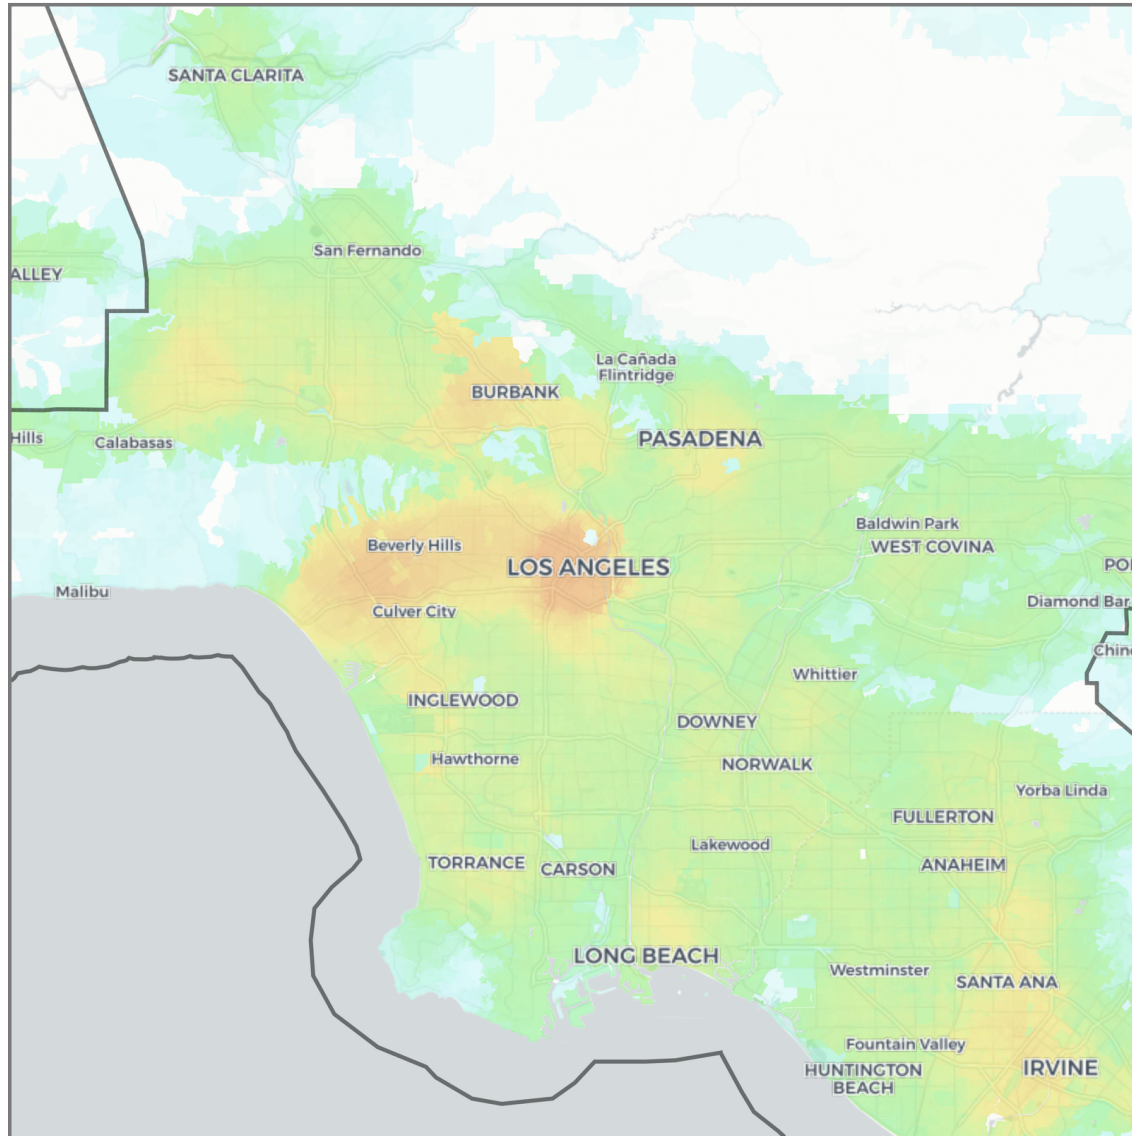 SANTA CLARITA
San Fernando
ALLEY
La Cañada
Flintridge
BURBANK
Hills
Calabasas
PASADENA
Baldwin Park
WEST COVINA
Beverly Hills
LOS ANGELES
PO
Malibu
Culver City
Diamond Bar
Chino
Whittier
INGLEWOOD
DOWNEY
Hawthorne
NORWALK
Yorba Linda
FULLERTON
Lakewood
TORRANCE
CARSON
ANAHEIM
LONG BEACH
Westminster
SANTA ANA
Fountain Valley
HUNTINGTON
BEACH
IRVINE